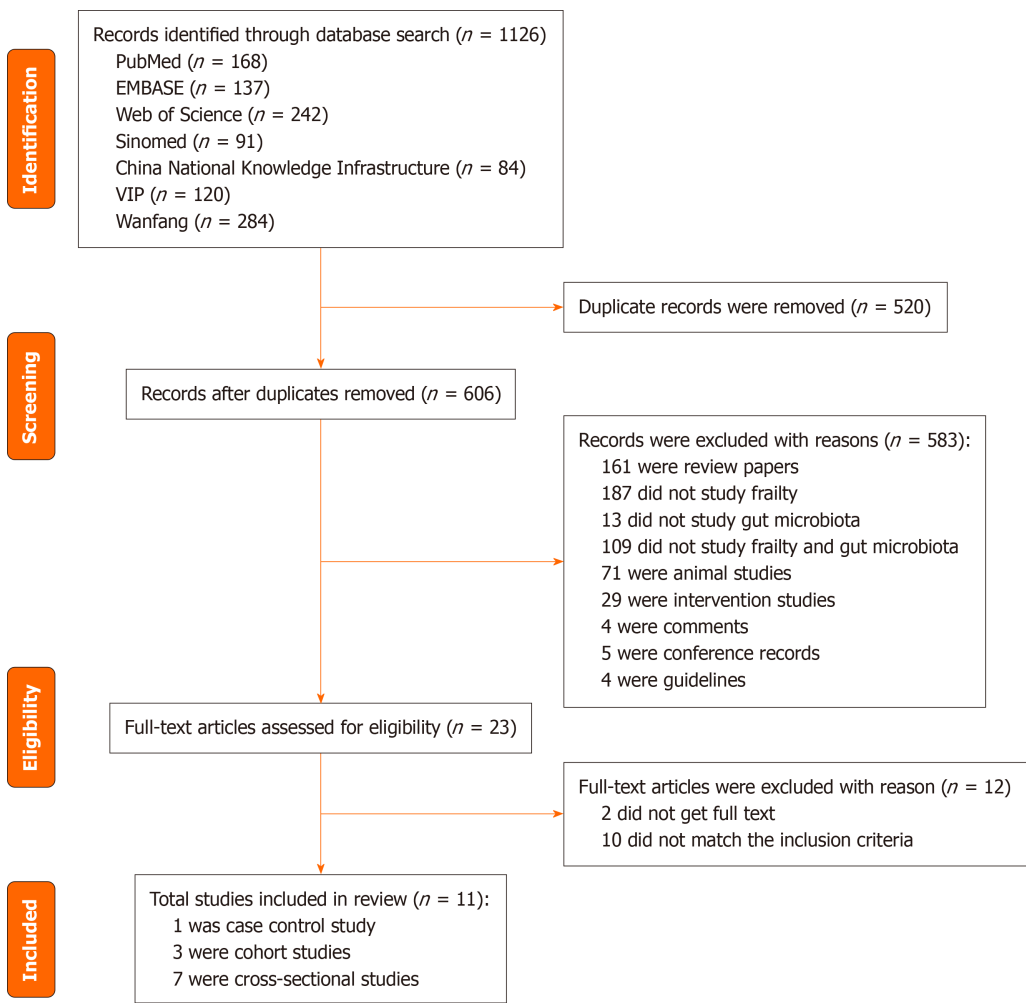 Identification
Records identified through database search (n = 1126)
PubMed (n = 168)
EMBASE (n = 137)
Web of Science (n = 242)
Sinomed (n = 91)
China National Knowledge Infrastructure (n = 84)
VIP (n = 120)
Wanfang (n = 284)
Duplicate records were removed (n = 520)
Screening
Records after duplicates removed (n = 606)
Records were excluded with reasons (n = 583):
161 were review papers
187 did not study frailty
13 did not study gut microbiota
109 did not study frailty and gut microbiota
71 were animal studies
29 were intervention studies
4 were comments
5 were conference records
4 were guidelines
Eligibility
Full-text articles assessed for eligibility (n = 23)
Full-text articles were excluded with reason (n = 12)
2 did not get full text
10 did not match the inclusion criteria
Included
Total studies included in review (n = 11):
1 was case control study
3 were cohort studies
7 were cross-sectional studies